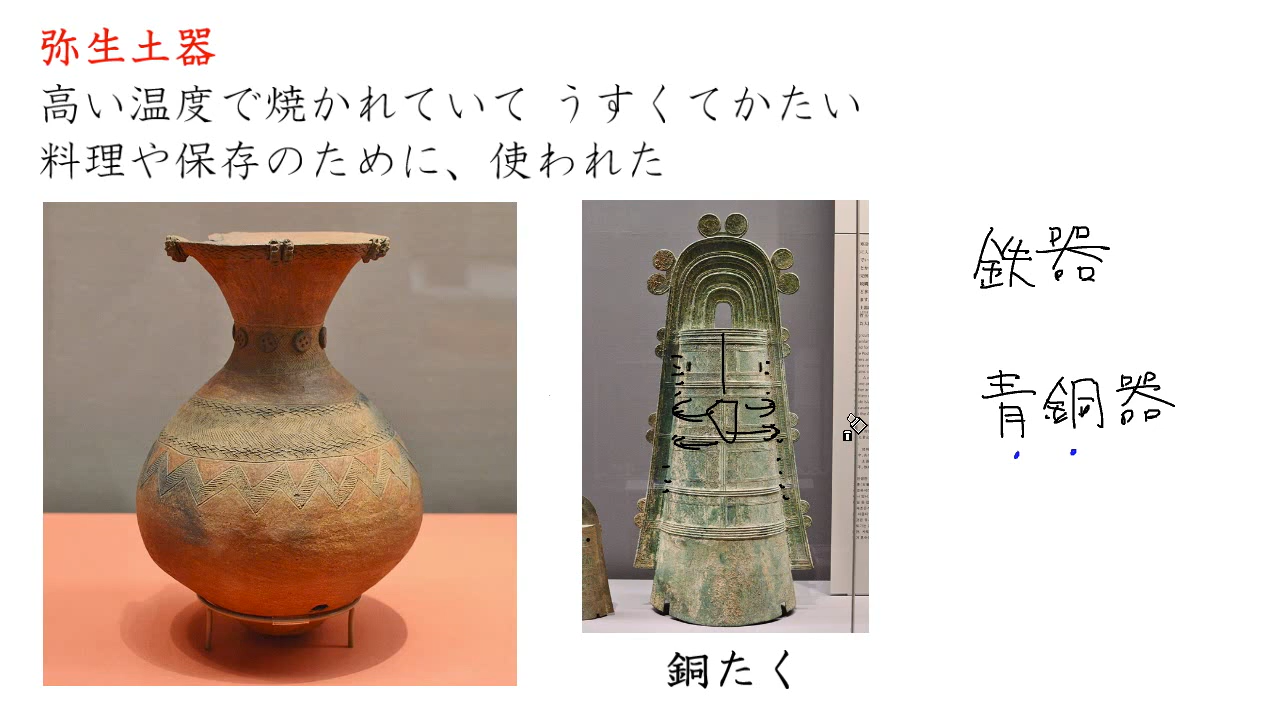 弥生土器
高い温度で焼かれていて うすくてかたい
料理や保存のために、使われた
鉄器
青銅器
銅たく